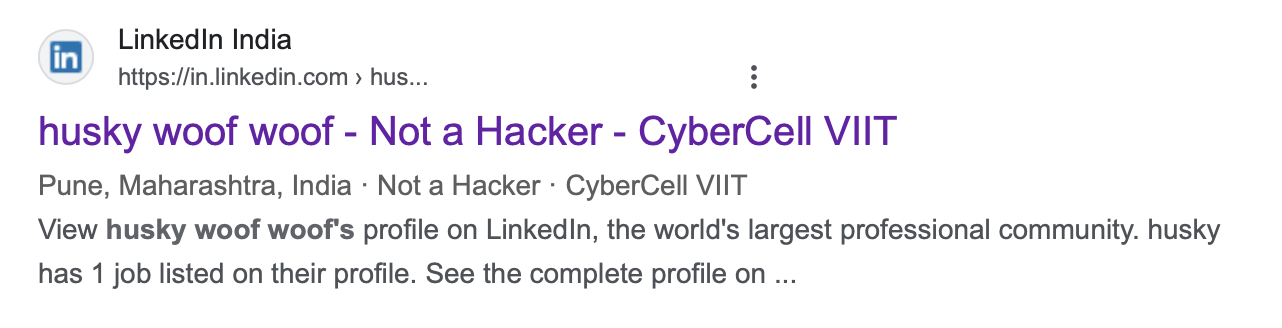 LinkedIn India
https://in.linkedin.com › hus...
husky woof woof - Not a Hacker - CyberCell VIIT
Pune, Maharashtra, India · Not a Hacker · CyberCell VIIT
View husky woof woof's profile on LinkedIn, the world's largest professional community. husky
has 1 job listed on their profile. See the complete profile on ...